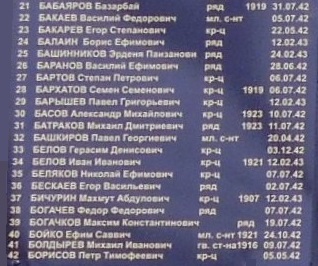 21 БАБАЯРОВ Базарбай ряд 1919 31.07.42
22 БАКАЕВ Василий Федорович мл. с-нт 05.07.42
23 БАКАРЕВ Егор Степанович кр-ц 22.05.42
24 БАЛАИН Борис Ефимович ряд 12.02.43
25 БАШИННИКОВ Эрденя Паизанови ряд 24.02.43
26 БАРАНОВ Василий Ефимович ряд 28.06.42
27 БАРТОВ Степан Петрович кр-ц 06.07.42
28 БАРХАТОВ Семен Семенович кр-ц 1919 06.07.42
29 БАРЫШЕВ Павел Григорьевич кр-ц 12.02.43
30 БАСОВ Александр Михайлович кр-ц 1923 10.07.42
31 БАТРАКОВ Михаил Дмитриевич ряд 1923 11.07.42
32 БАШКИРОВ Павел Георгиевич мл. с-нт 20.04.42
33 БЕЛОВ Герасим Денисович кр-ц 03.12.42
34 БЕЛОВ Иван Иванович кр-ц 1921 12.02.43
35 БЕЛЯКОВ Николай Ефимович кр-ц 07.07.42
36 БЕСКАЕВ Егор Васильевич ряд 02.07.42
37 БИЧУРИН Махмут Абдулович кр-ц 1907 12.02.43
38 БОГАЧЕВ Федор Федорович ряд 07.07.42
39 БОГАЧКОВ Максим Константинович ряд 19.07.42
40 БОЙКО Ефим Саввич мл. с-нт 1921 24.10.42
41 БОЛДЫРЕВ Михаил Иванович гв. ст-на 1916 09.07.42
42 БОРИСОВ Петр Тимофеевич кр-ц 05.05.42